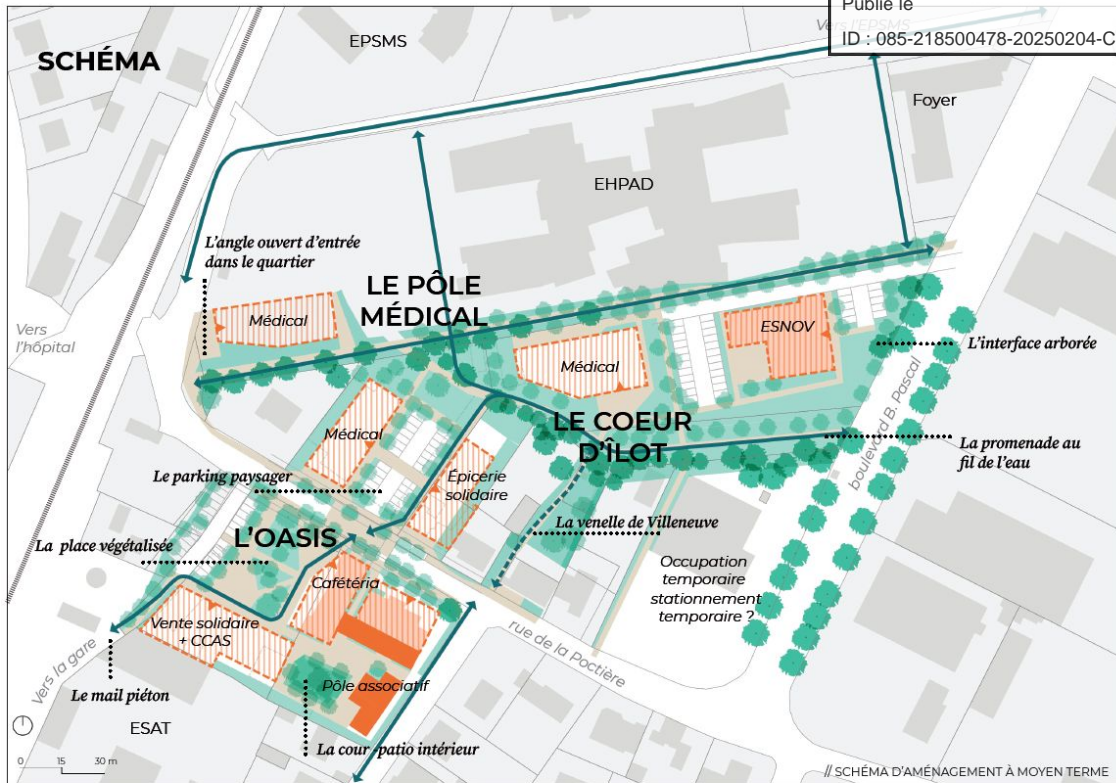 Publié le
ID : 085-218500478-20250204-C
SCHÉMA
EPSMS
Vers l'EPSMS
Foyer
EHPAD
L'angle ouvert d'entrée
dans le quartier
LE PÔLE
MÉDICAL
Médical
ESNOV
Vers
l'hôpital
Médical
L'interface arborée
LE COEUR
D'ÎLOT
Médical
boulevard B. Pascal
La promenade au
fil de l'eau
Le parking paysager
Épicerie
solidaire
L'OASIS
La venelle de Villeneuve
La place végétalisée
Cafétéria
Occupation
temporaire
stationnement
temporaire ?
Vente solidaire
+ CCAS
rue de la Poctière
Vers la gare
Pôle associatif
Le mail piéton
ESAT
La cour -patio intérieur
0 15 30 m
// SCHÉMA D'AMÉNAGEMENT À MOYEN TERME